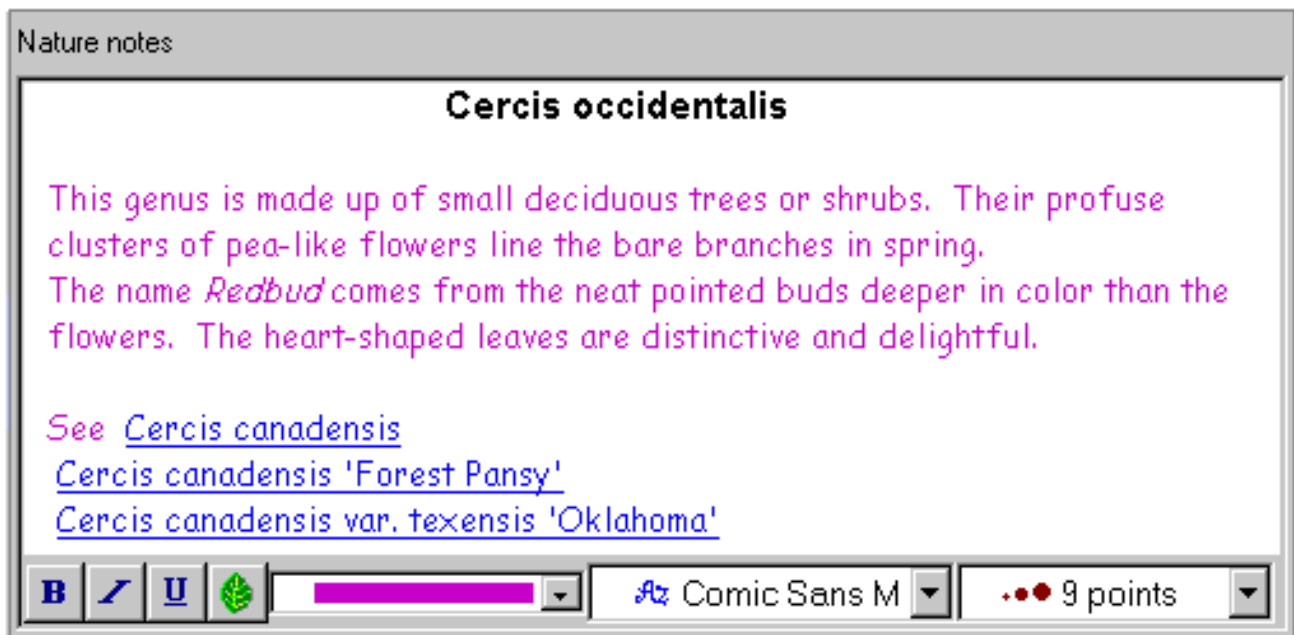 Nature notes
Cercis occidentalis
This genus is made up of small deciduous trees or shrubs.  Their profuse
clusters of pea-like flowers line the bare branches in spring.
The name Redbud comes from the neat pointed buds deeper in color than the
flowers.  The heart-shaped leaves are distinctive and delightful.
See  Cercis canadensis
Cercis canadensis 'Forest Pansy'
Cercis canadensis var. texensis 'Oklahoma'
B I U Az Comic Sans M 9 points